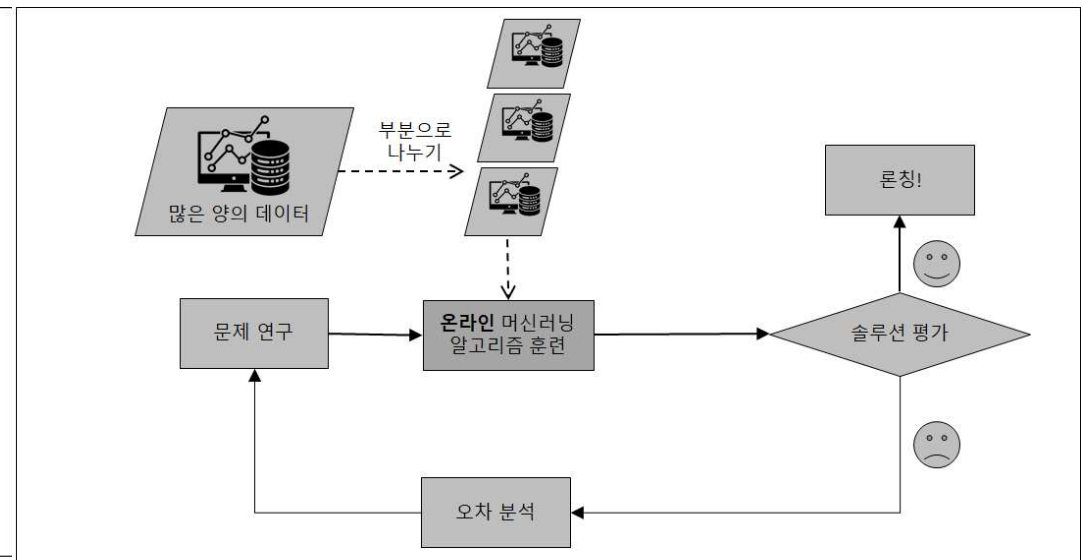 부분으로
나누기
많은 양의 데이터
론칭!
문제 연구
온라인 머신러닝
알고리즘 훈련
솔루션 평가
오차 분석